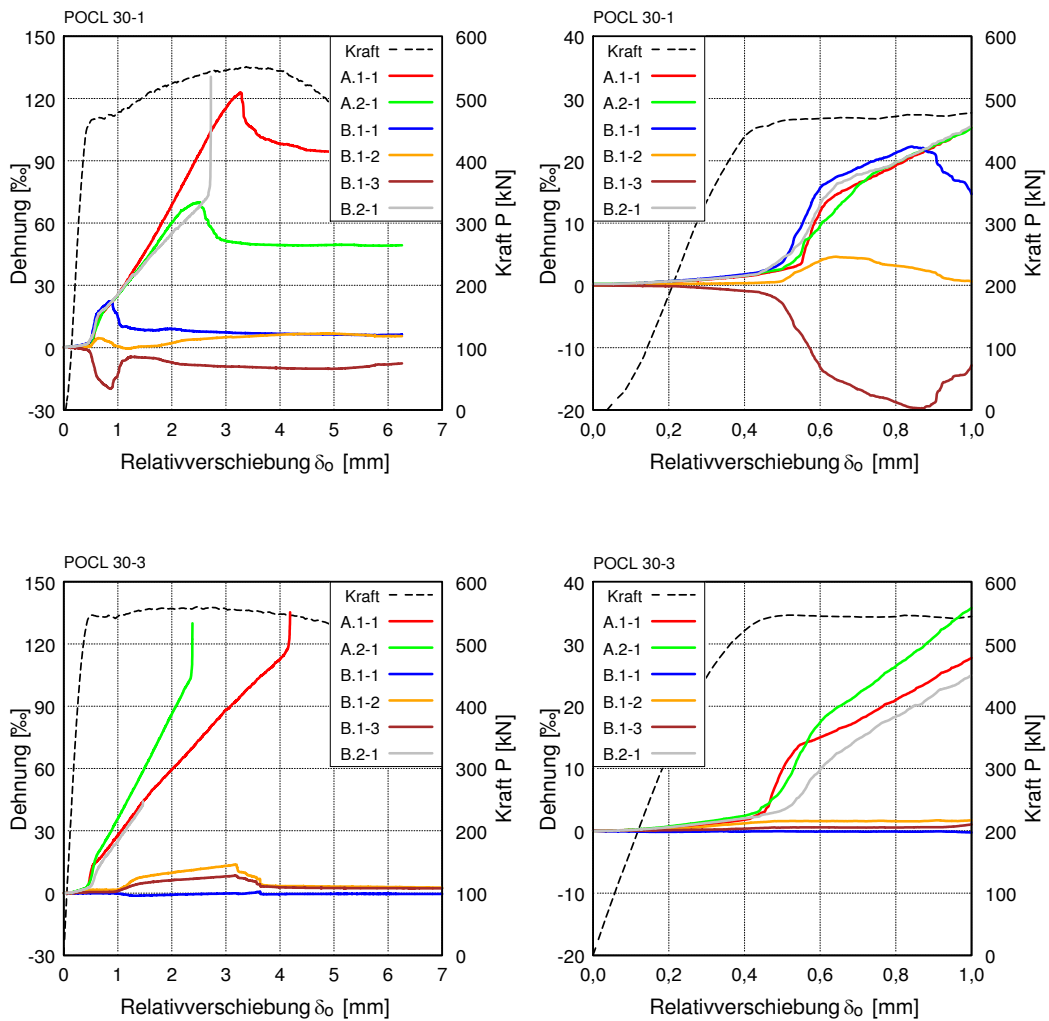 POCL 30-1
150
120
90
60
30
0
-30
Dehnung [‰]
600
500
400
300
200
100
0
Kraft P [kN]
Kraft
A.1-1
A.2-1
B.1-1
B.1-2
B.1-3
B.2-1
0 1 2 3 4 5 6 7
Relativverschiebung δo [mm]
POCL 30-1
40
30
20
10
0
-10
-20
Dehnung [‰]
600
500
400
300
200
100
0
Kraft P [kN]
Kraft
A.1-1
A.2-1
B.1-1
B.1-2
B.1-3
B.2-1
0,0 0,2 0,4 0,6 0,8 1,0
Relativverschiebung δo [mm]
POCL 30-3
150
120
90
60
30
0
-30
Dehnung [‰]
600
500
400
300
200
100
0
Kraft P [kN]
Kraft
A.1-1
A.2-1
B.1-1
B.1-2
B.1-3
B.2-1
0 1 2 3 4 5 6 7
Relativverschiebung δo [mm]
POCL 30-3
40
30
20
10
0
-10
-20
Dehnung [‰]
600
500
400
300
200
100
0
Kraft P [kN]
Kraft
A.1-1
A.2-1
B.1-1
B.1-2
B.1-3
B.2-1
0,0 0,2 0,4 0,6 0,8 1,0
Relativverschiebung δo [mm]